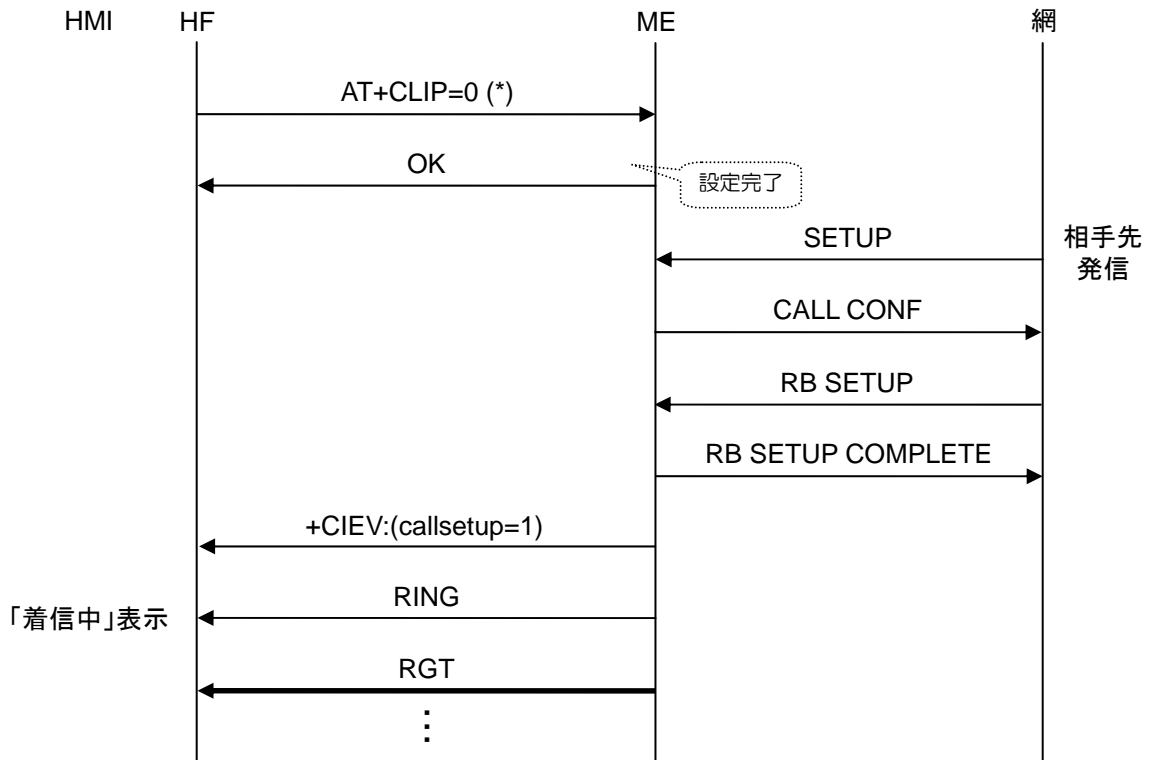 HMI HF ME 網
AT+CLIP=0 (*)
OK
設定完了
SETUP
相手先
発信
CALL CONF
RB SETUP
RB SETUP COMPLETE
+CIEV:(callsetup=1)
RING
「着信中」表示
RGT
⋮